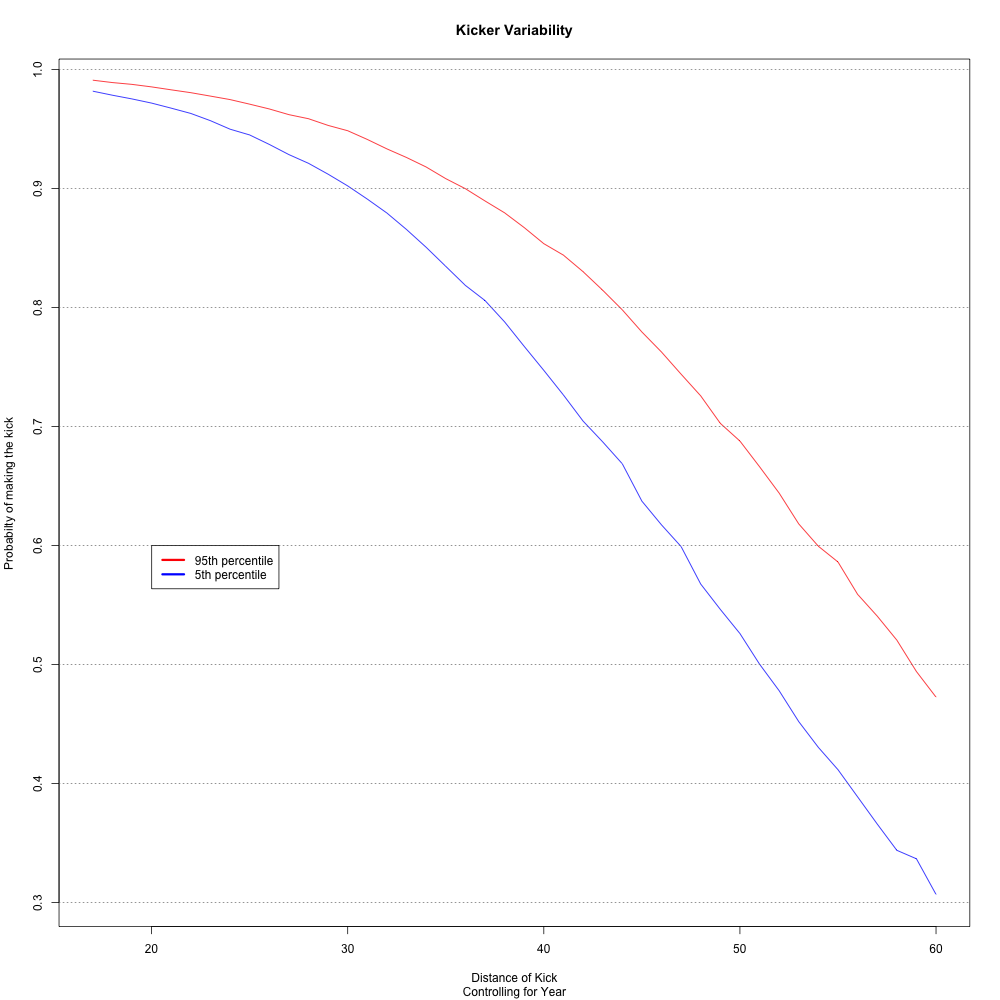 Kicker Variability
Probabilty of making the kick
1.0
0.9
0.8
0.7
0.6
0.5
0.4
0.3
95th percentile
5th percentile
20 30 40 50 60
Distance of Kick
Controlling for Year